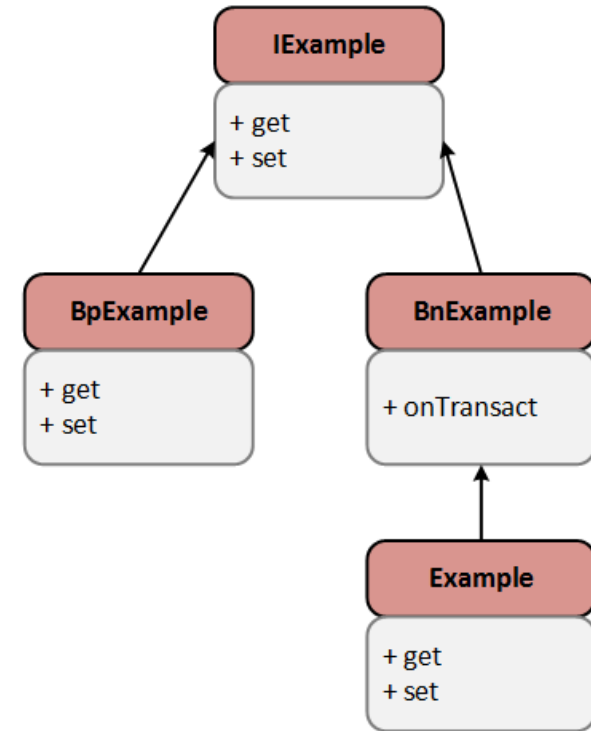 IExample
+ get
+ set
BpExample
+ get
+ set
BnExample
+ onTransact
Example
+ get
+ set